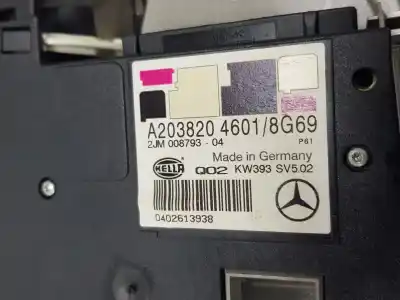 A203820 4601/8G69
2JM 008793 - 04 P61
Made in Germany
HELLA Q02 KW393 SV5.02
0402613938